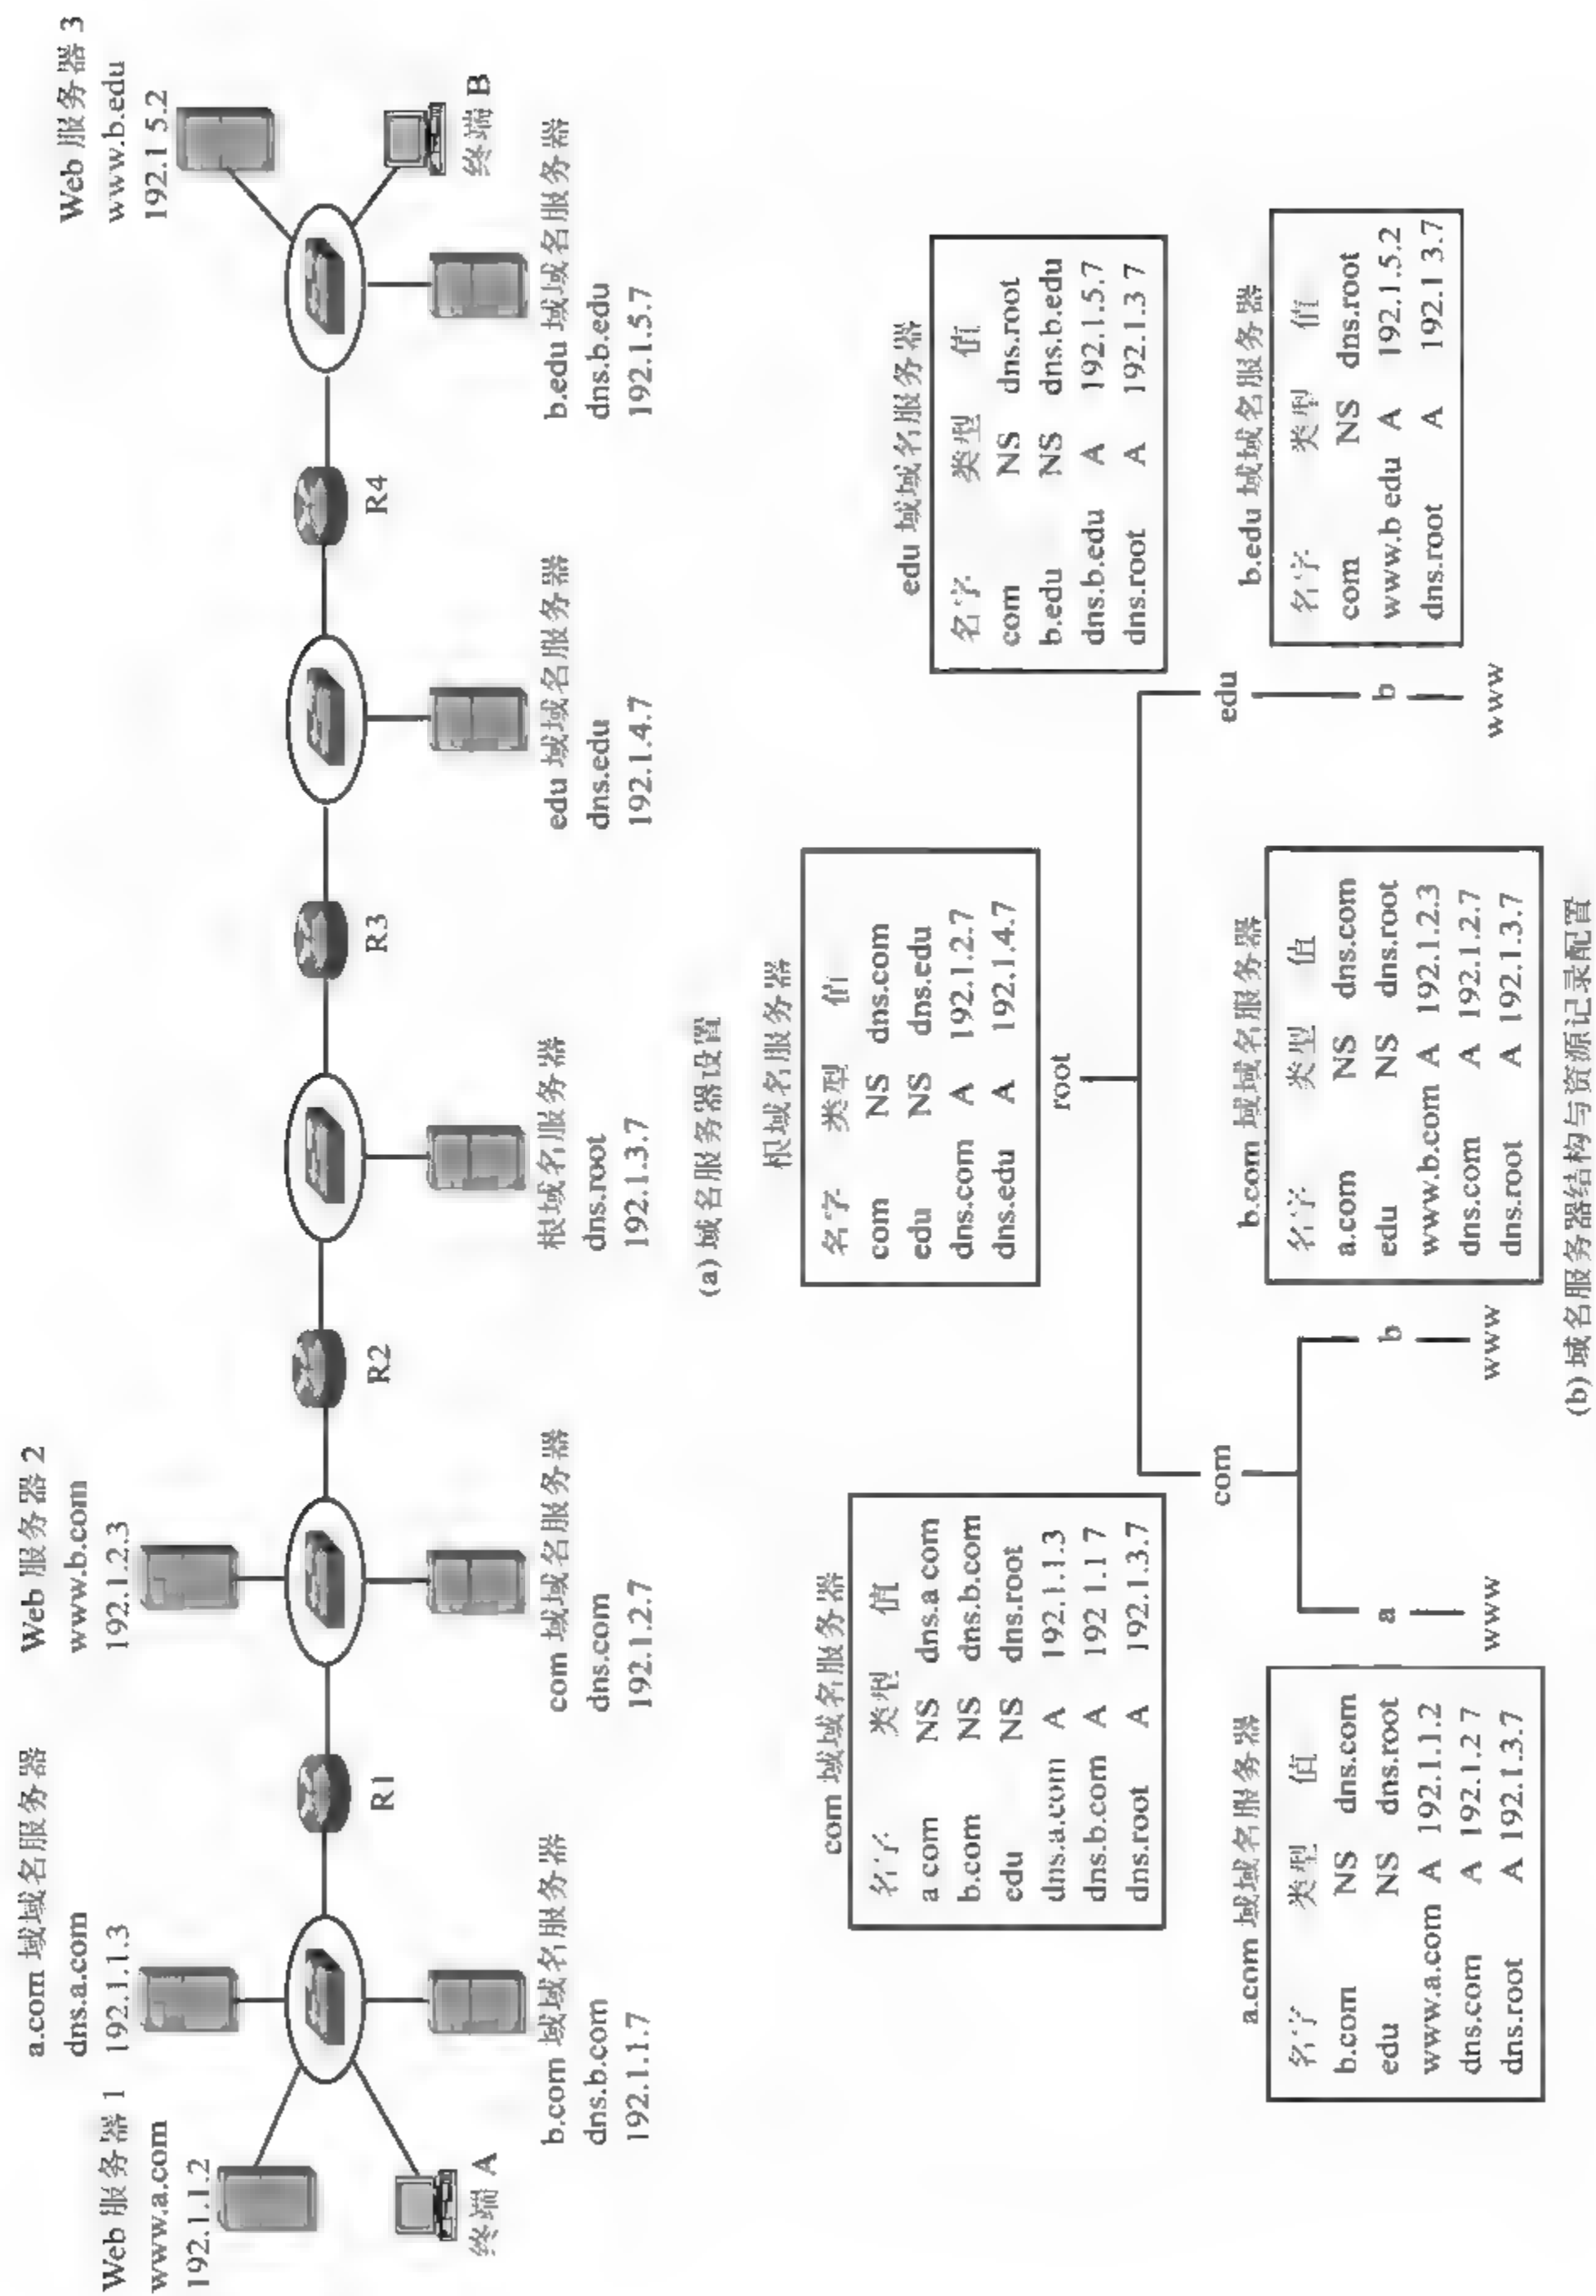 Web 服务器 1
www.a.com
192.1.1.2
终端 A
a.com 域域名服务器
dns.a.com
192.1.1.3
b.com 域域名服务器
dns.b.com
192.1.1.7
R1
Web 服务器 2
www.b.com
192.1.2.3
com 域域名服务器
dns.com
192.1.2.7
R2
根域名服务器
dns.root
192.1.3.7
R3
edu 域域名服务器
dns.edu
192.1.4.7
R4
Web 服务器 3
www.b.edu
192.1 5.2
终端 B
b.edu 域域名服务器
dns.b.edu
192.1.5.7
(a) 域名服务器设置
根域名服务器
名字 类型 值
com NS dns.com
edu NS dns.edu
dns.com A 192.1.2.7
dns.edu A 192.1.4.7
root
com 域域名服务器
名字 类型 值
a com NS dns.a com
b.com NS dns.b.com
edu NS dns.root
dns.a.com A 192.1.1.3
dns.b.com A 192 1.1 7
dns.root A 192.1.3.7
edu 域域名服务器
名字 类型 值
com NS dns.root
b.edu NS dns.b.edu
dns.b.edu A 192.1.5.7
dns.root A 192.1.3 7
com
edu
a.com 域域名服务器
名字 类型 值
b.com NS dns.com
edu NS dns.root
www.a.com A 192.1.1.2
dns.com A 192.1.2 7
dns.root A 192.1.3.7
a
www
b
www
b.com 域域名服务器
名字 类型 值
a.com NS dns.com
edu NS dns.root
www.b.com A 192.1.2.3
dns.com A 192.1.2.7
dns.root A 192.1.3.7
b
www
b.edu 域域名服务器
名字 类型 值
com NS dns.root
www.b edu A 192.1.5.2
dns.root A 192.1 3.7
(b) 域名服务器结构与资源记录配置